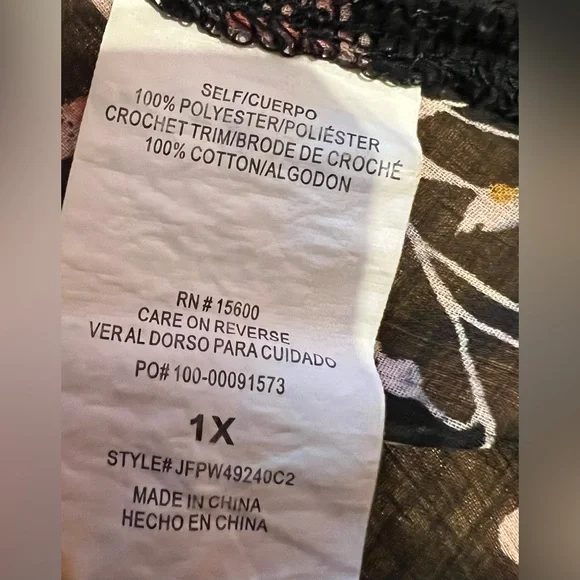 SELF/CUERPO
100% POLYESTER/POLIÉSTER
CROCHET TRIM/BRODE DE CROCHÉ
100% COTTON/ALGODON
RN # 15600
CARE ON REVERSE
VER AL DORSO PARA CUIDADO
PO# 100-00091573
1X
STYLE# JFPW49240C2
MADE IN CHINA
HECHO EN CHINA